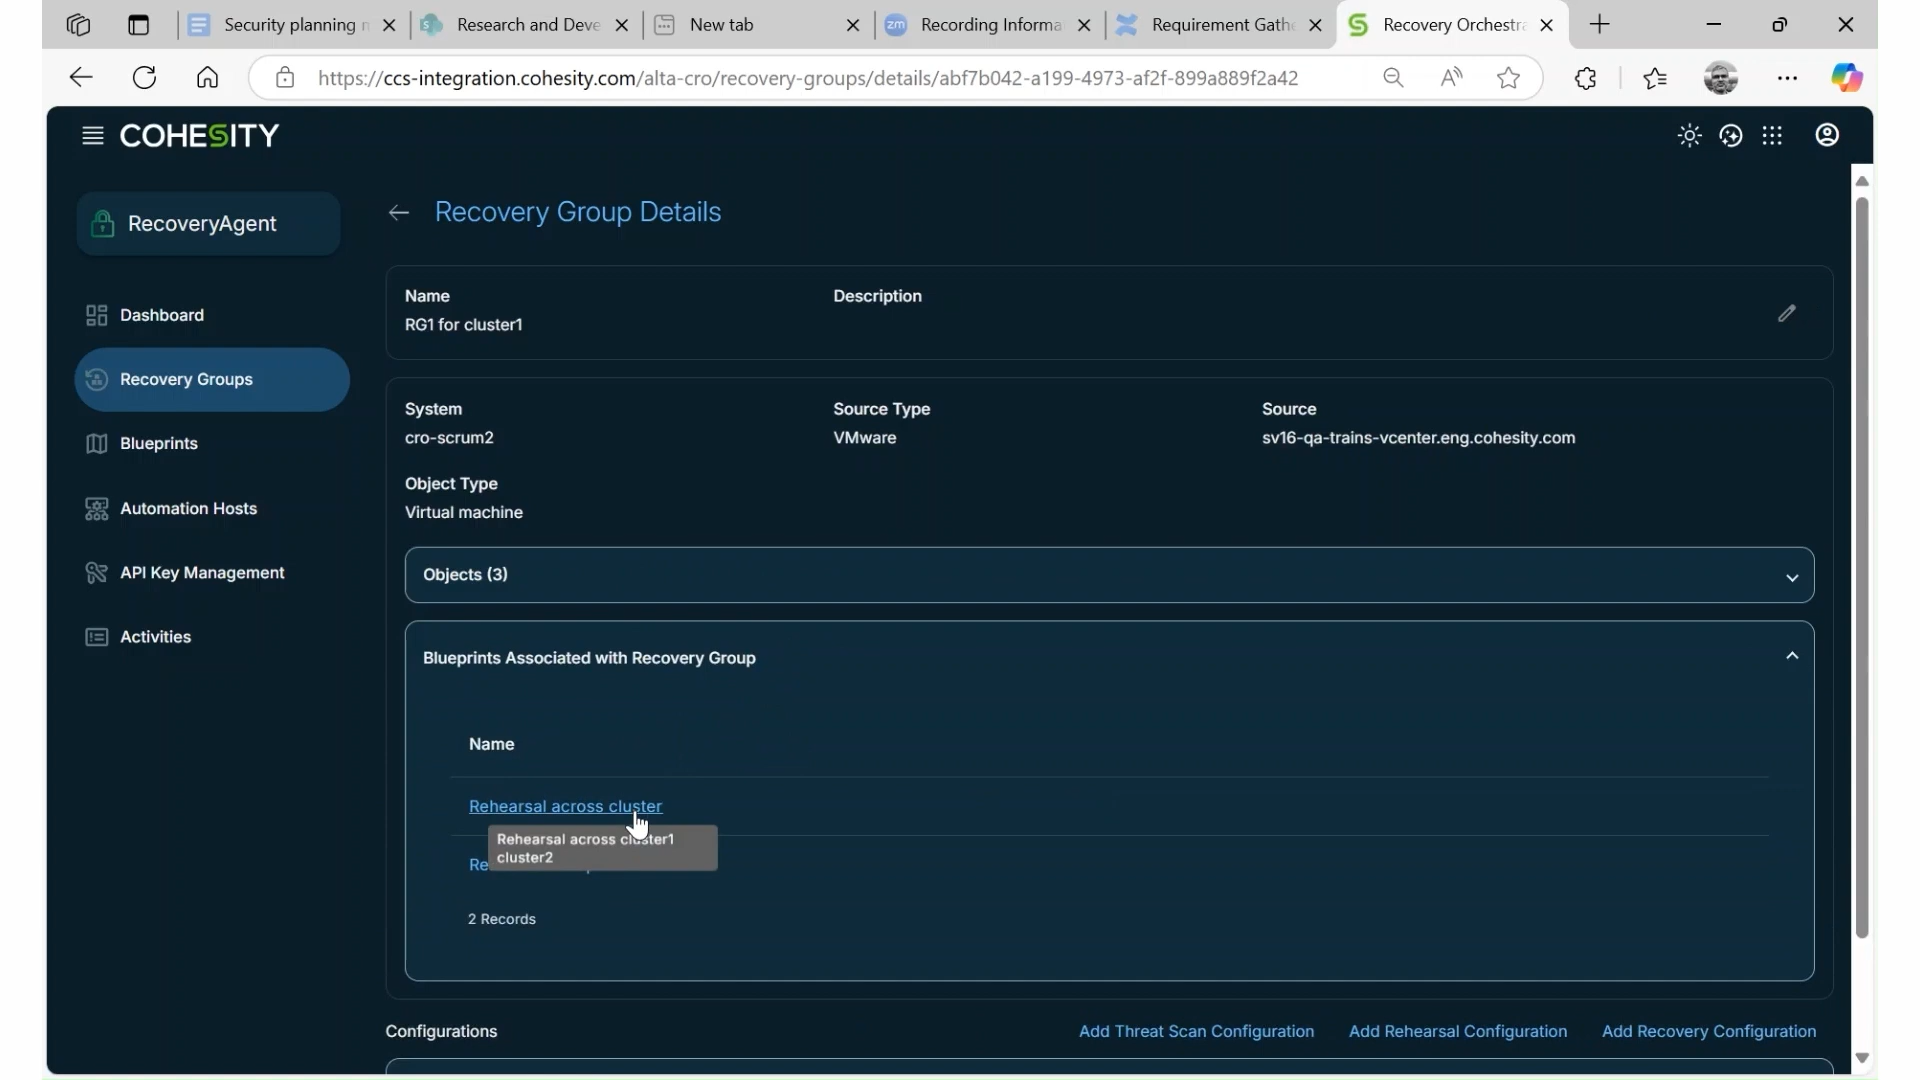 Security planning
Research and Deve
New tab
zm
Recording Informa
Requirement Gath
Recovery Orchestra
https://ccs-integration.cohesity.com/alta-cro/recovery-groups/details/abf7b042-a199-4973-af2f-899a889f2a42
COHESITY
RecoveryAgent
Recovery Group Details
Name
Description
RG1 for cluster1
Dashboard
Recovery Groups
Blueprints
Automation Hosts
API Key Management
Activities
System
Source Type
Source
cro-scrum2
VMware
sv16-qa-trains-vcenter.eng.cohesity.com
Object Type
Virtual machine
Objects (3)
Blueprints Associated with Recovery Group
Name
Rehearsal across cluster
Rehearsal across cluster1
cluster2
Re
2 Records
Configurations
Add Threat Scan Configuration
Add Rehearsal Configuration
Add Recovery Configuration